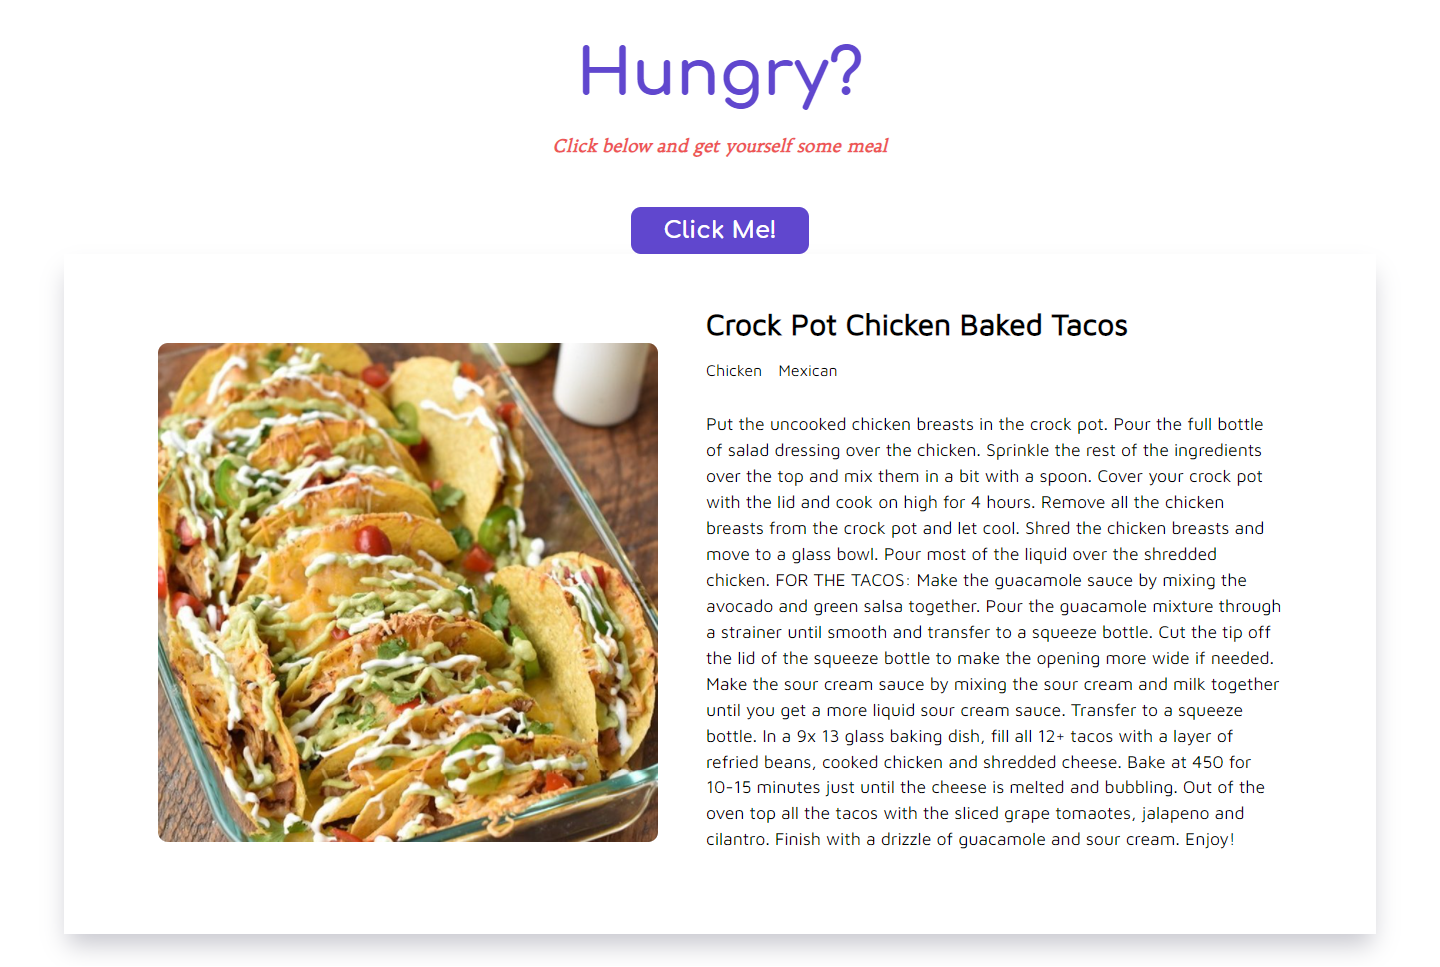 Hungry?
Click below and get yourself some meal
Click Me!
Crock Pot Chicken Baked Tacos
Chicken Mexican
Put the uncooked chicken breasts in the crock pot. Pour the full bottle
of salad dressing over the chicken. Sprinkle the rest of the ingredients
over the top and mix them in a bit with a spoon. Cover your crock pot
with the lid and cook on high for 4 hours. Remove all the chicken
breasts from the crock pot and let cool. Shred the chicken breasts and
move to a glass bowl. Pour most of the liquid over the shredded
chicken. FOR THE TACOS: Make the guacamole sauce by mixing the
avocado and green salsa together. Pour the guacamole mixture through
a strainer until smooth and transfer to a squeeze bottle. Cut the tip off
the lid of the squeeze bottle to make the opening more wide if needed.
Make the sour cream sauce by mixing the sour cream and milk together
until you get a more liquid sour cream sauce. Transfer to a squeeze
bottle. In a 9x 13 glass baking dish, fill all 12+ tacos with a layer of
refried beans, cooked chicken and shredded cheese. Bake at 450 for
10-15 minutes just until the cheese is melted and bubbling. Out of the
oven top all the tacos with the sliced grape tomaotes, jalapeno and
cilantro. Finish with a drizzle of guacamole and sour cream. Enjoy!